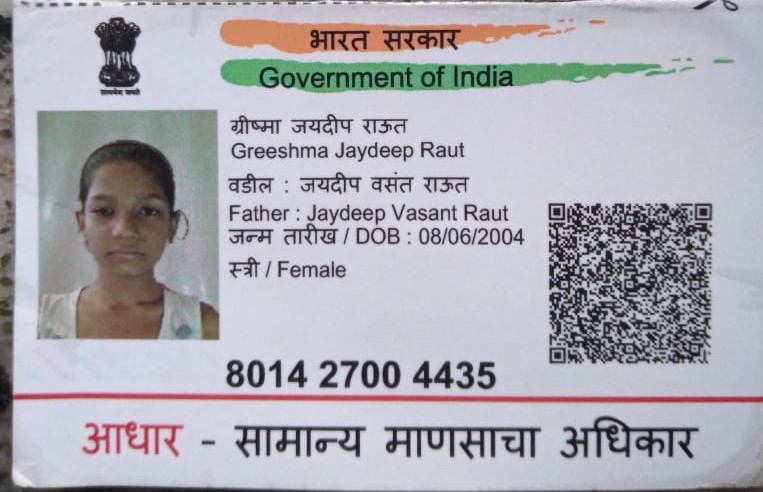 सत्यमेव जयते
भारत सरकार
Government of India
ग्रीष्मा जयदीप राऊत
Greeshma Jaydeep Raut
वडील : जयदीप वसंत राऊत
Father : Jaydeep Vasant Raut
जन्म तारीख / DOB : 08/06/2004
स्त्री / Female
8014 2700 4435
आधार - सामान्य माणसाचा अधिकार